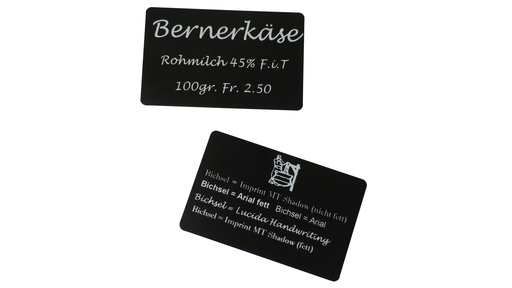 Bernerkäse
Rohmilch 45% F.i.T
100gr. Fr. 2.50
Bichsel = Imprint MT Shadow (nicht fett)
Bichsel = Arial fett Bichsel = Arial
Bichsel = Lucida Handwriting
Bichsel = Imprint MT Shadow (fett)